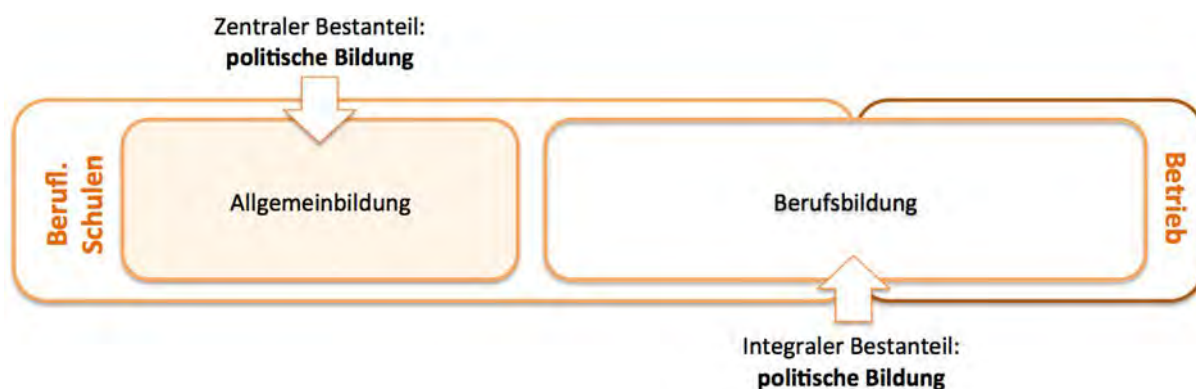 Zentraler Bestanteil:
politische Bildung
Berufl.
Schulen
Allgemeinbildung
Berufsbildung
Betrieb
Integraler Bestanteil:
politische Bildung